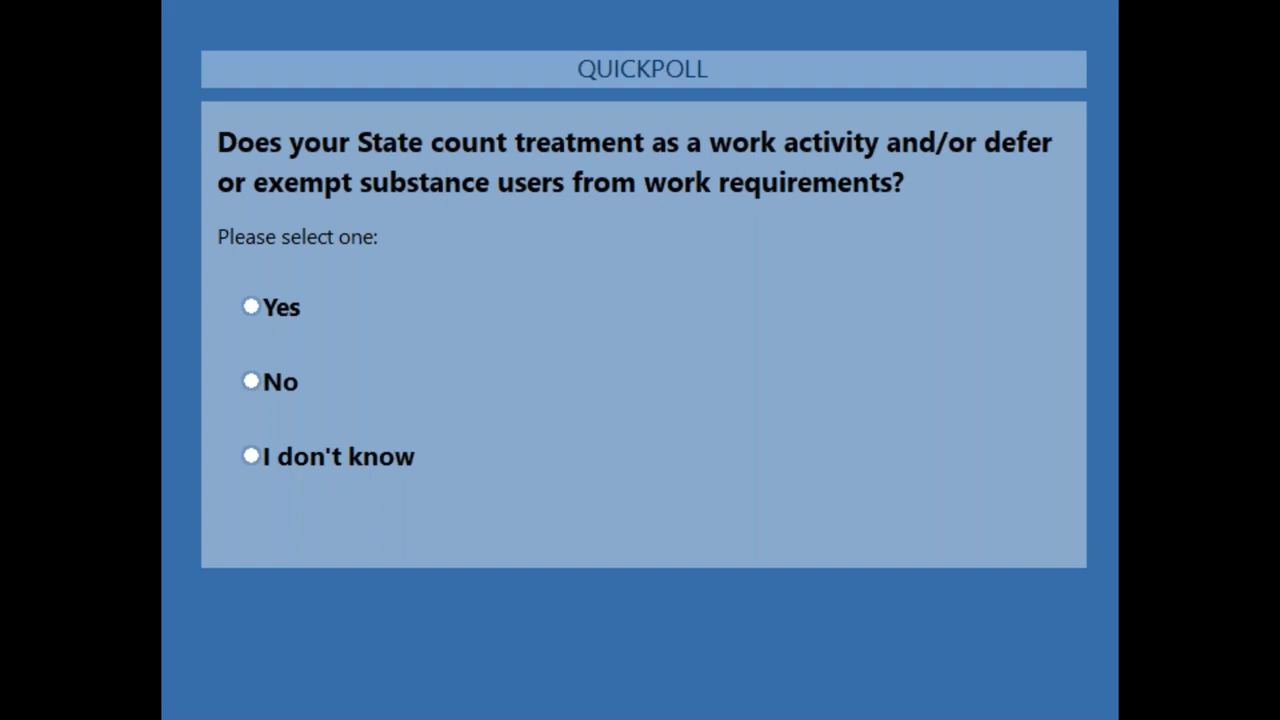 QUICKPOLL
Does your State count treatment as a work activity and/or defer
or exempt substance users from work requirements?
Please select one:
Yes
No
I don't know